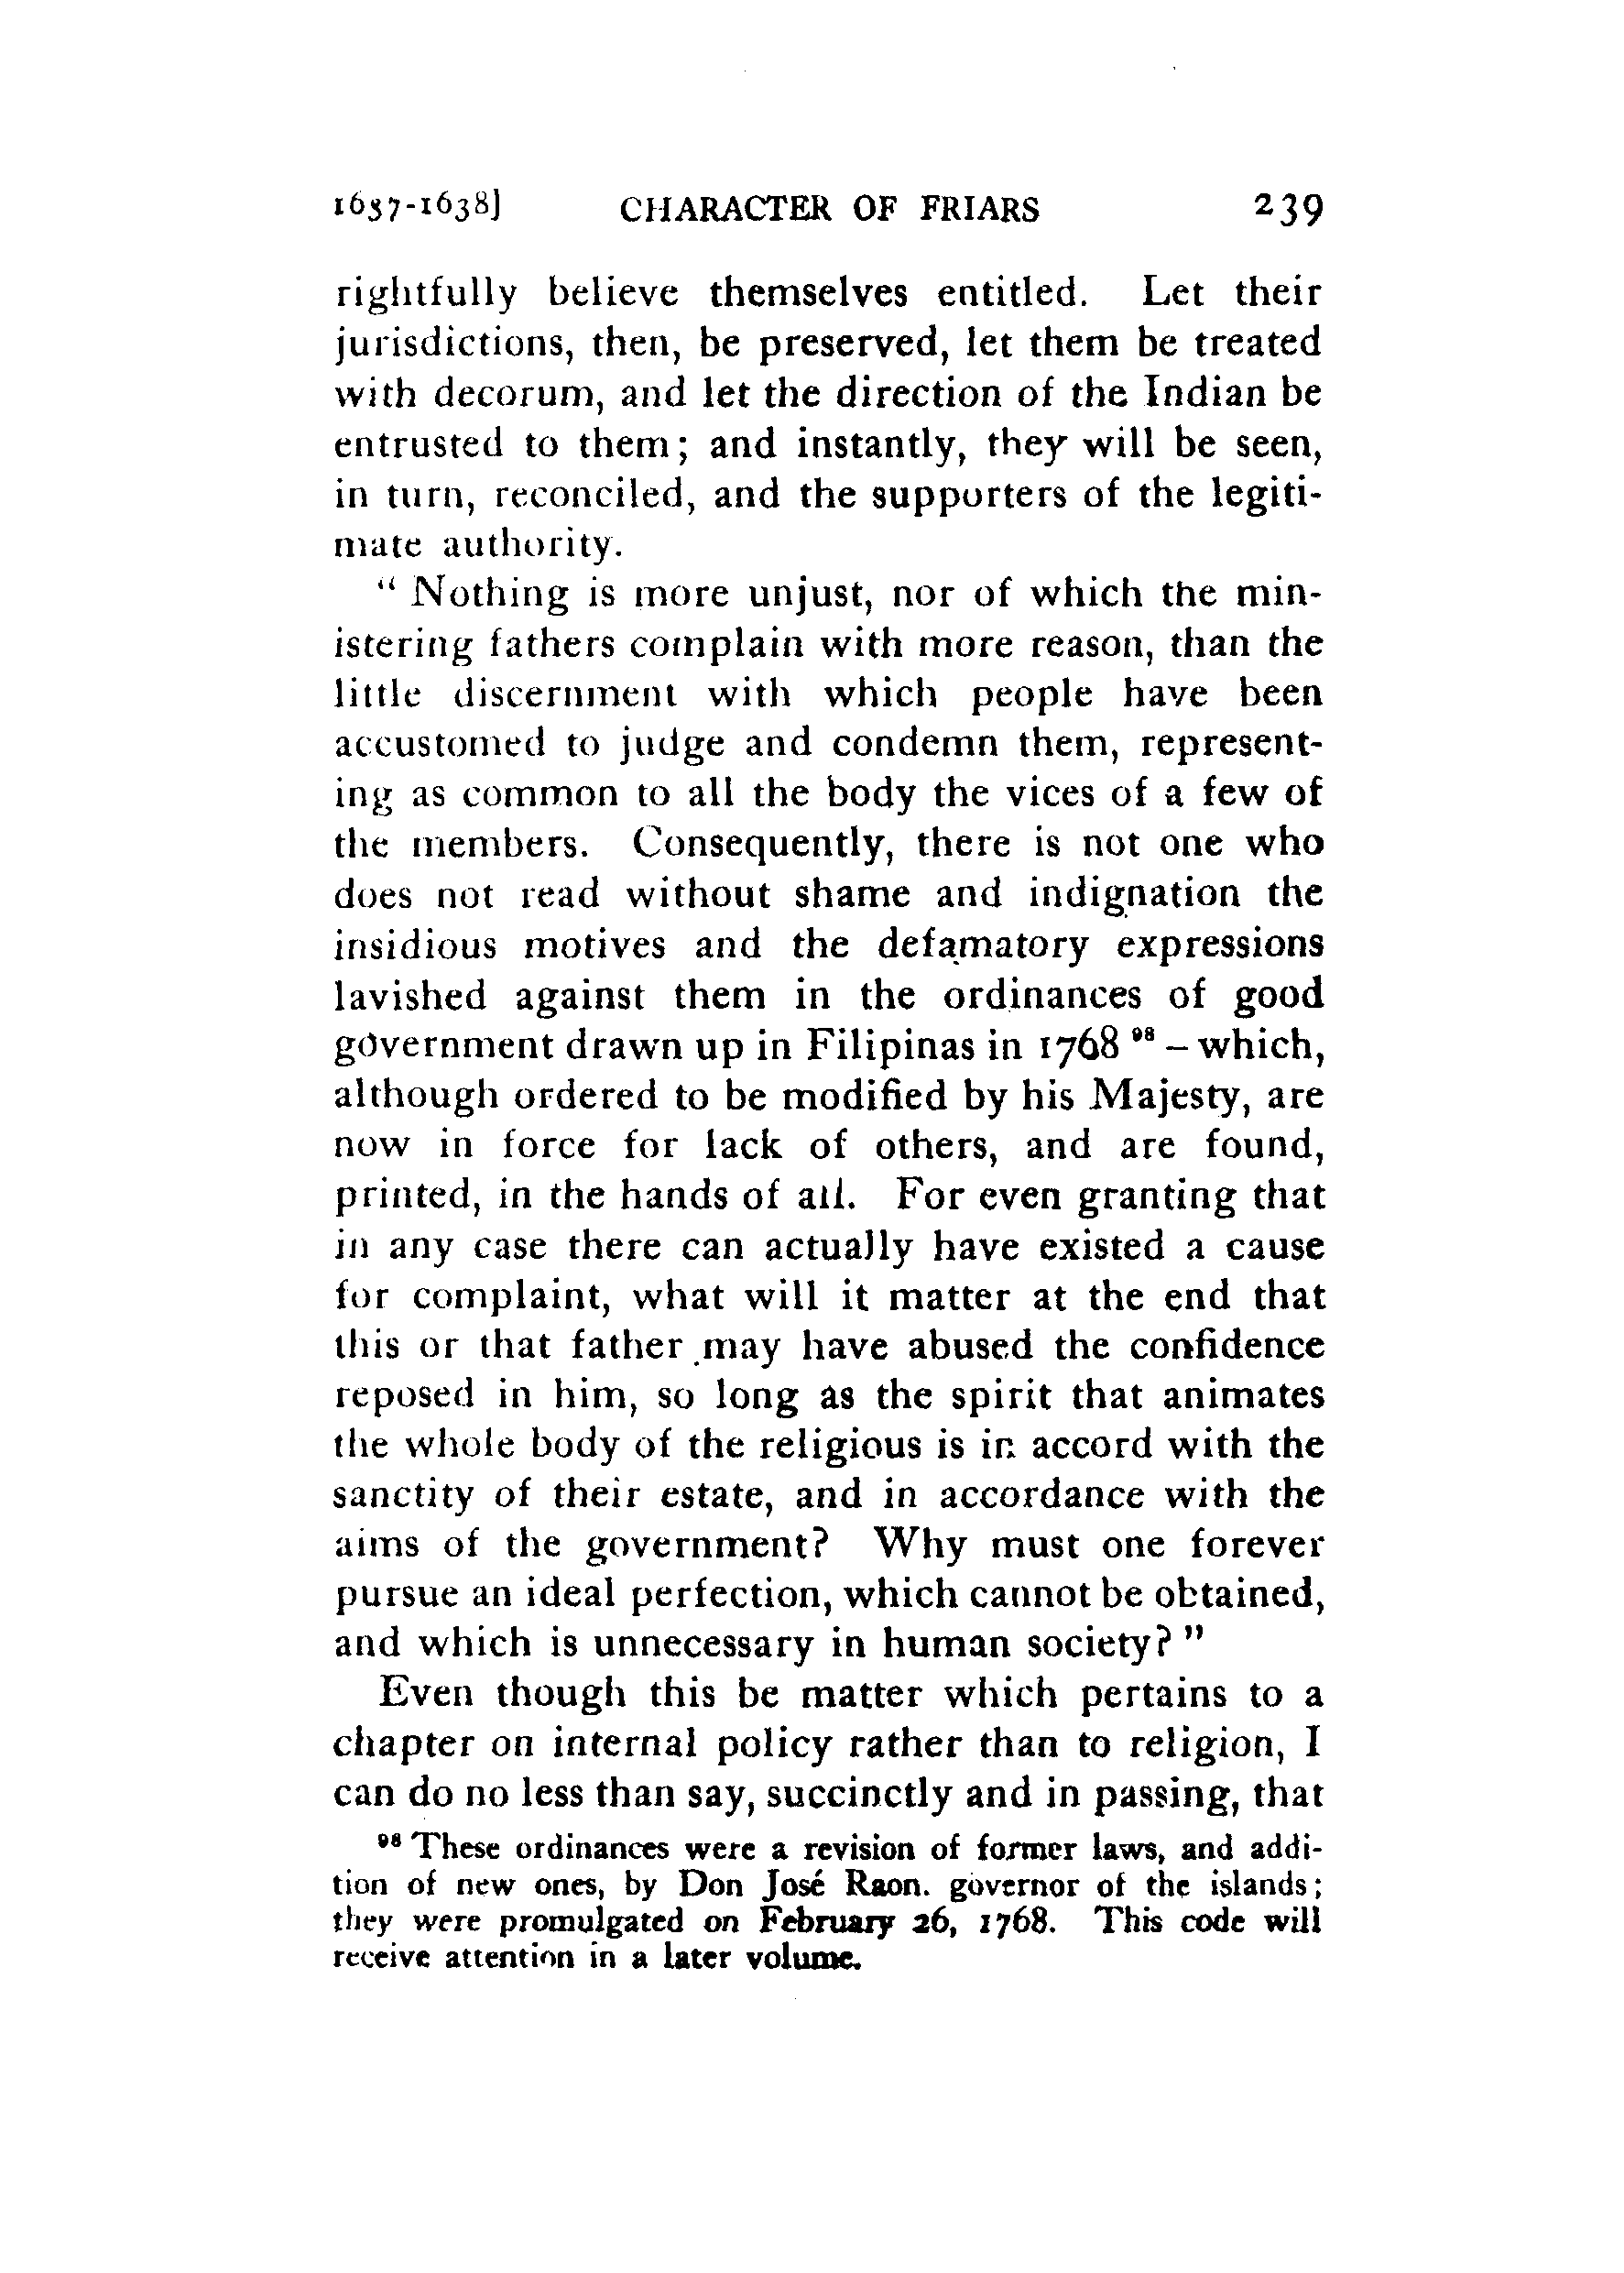 1637-1638] CHARACTER OF FRIARS 239
rightfully believe themselves entitled. Let their
jurisdictions, then, be preserved, let them be treated
with decorum, and let the direction of the Indian be
entrusted to them; and instantly, they will be seen,
in turn, reconciled, and the supporters of the legiti-
mate authority.
" Nothing is more unjust, nor of which the min-
istering fathers complain with more reason, than the
little discernment with which people have been
accustomed to judge and condemn them, represent-
ing as common to all the body the vices of a few of
the members. Consequently, there is not one who
does not read without shame and indignation the
insidious motives and the defamatory expressions
lavished against them in the ordinances of good
government drawn up in Filipinas in 1768 ⁹⁸ – which,
although ordered to be modified by his Majesty, are
now in force for lack of others, and are found,
printed, in the hands of all. For even granting that
in any case there can actually have existed a cause
for complaint, what will it matter at the end that
this or that father may have abused the confidence
reposed in him, so long as the spirit that animates
the whole body of the religious is in accord with the
sanctity of their estate, and in accordance with the
aims of the government? Why must one forever
pursue an ideal perfection, which cannot be obtained,
and which is unnecessary in human society? "
Even though this be matter which pertains to a
chapter on internal policy rather than to religion, I
can do no less than say, succinctly and in passing, that
⁹⁸ These ordinances were a revision of former laws, and addi-
tion of new ones, by Don José Raon. governor of the islands;
they were promulgated on February 26, 1768. This code will
receive attention in a later volume.